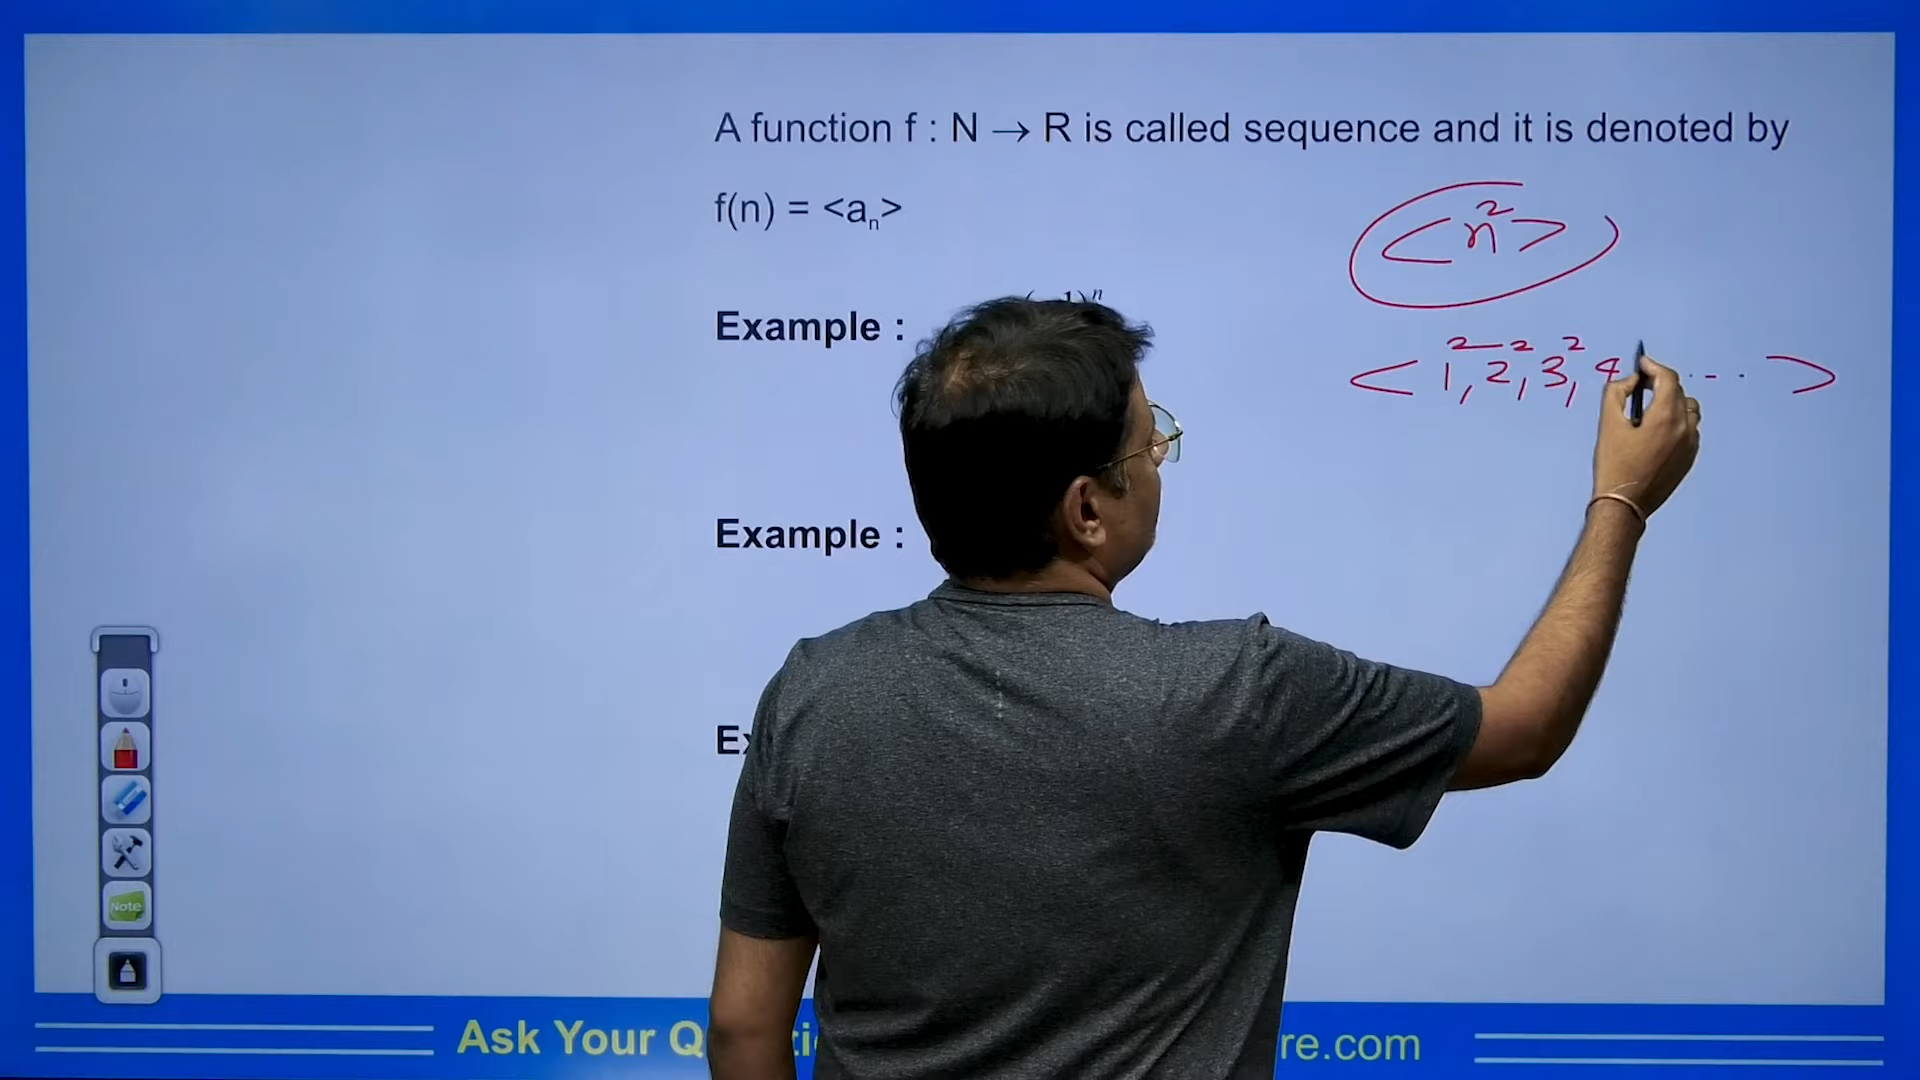 A function f : N → R is called sequence and it is denoted by
f(n) = <aₙ>
<n²>
Example :
<1², 2², 3², 4 ... >
Example :
Note
Ask Your
re.com